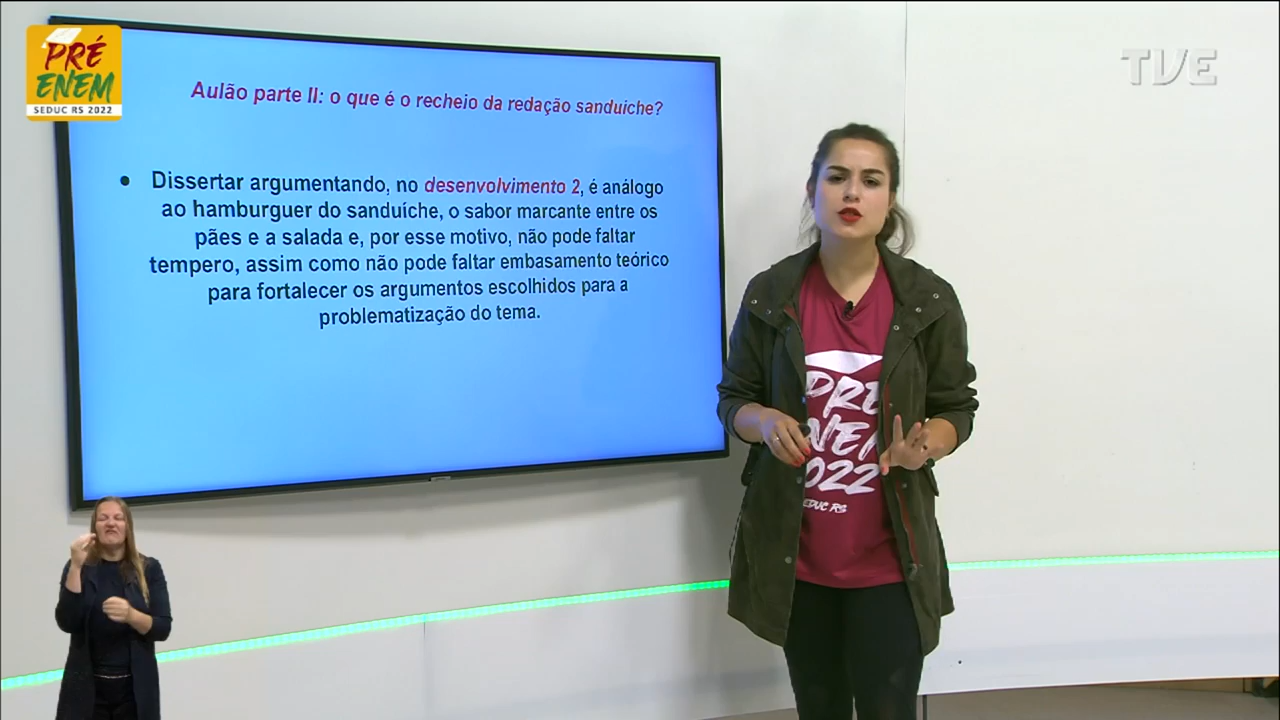 PRÉ
ENEM
SEDUC RS 2022
TVE
Aulão parte II: o que é o recheio da redação sanduiche?
• Dissertar argumentando, no desenvolvimento 2, é análogo
ao hamburguer do sanduíche, o sabor marcante entre os
pães e a salada e, por esse motivo, não pode faltar
tempero, assim como não pode faltar embasamento teórico
para fortalecer os argumentos escolhidos para a
problematização do tema.
PRÉ
ENEM
2022
SEDUC RS